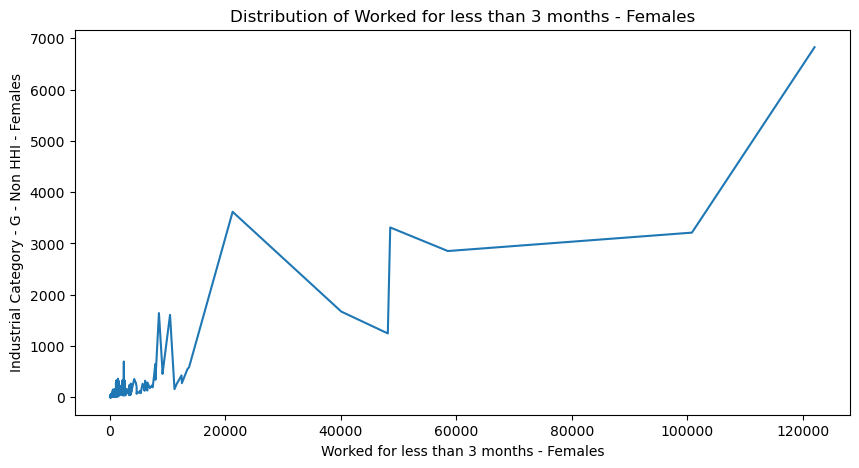 Distribution of Worked for less than 3 months - Females
Industrial Category - G - Non HHI - Females
7000
6000
5000
4000
3000
2000
1000
0
0 20000 40000 60000 80000 100000 120000
Worked for less than 3 months - Females